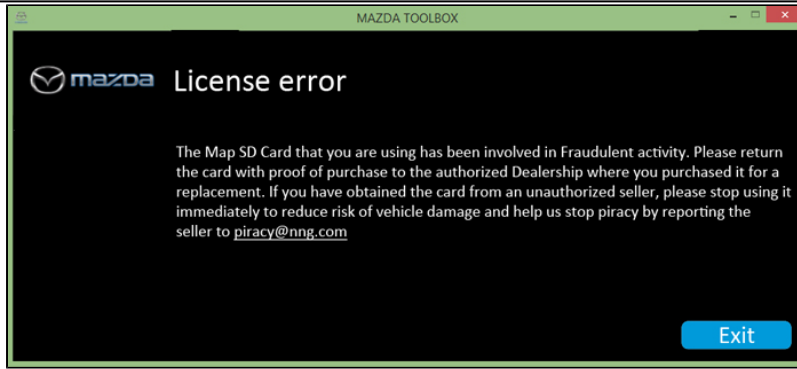 MAZDA TOOLBOX
mazda
License error
The Map SD Card that you are using has been involved in Fraudulent activity. Please return
the card with proof of purchase to the authorized Dealership where you purchased it for a
replacement. If you have obtained the card from an unauthorized seller, please stop using it
immediately to reduce risk of vehicle damage and help us stop piracy by reporting the
seller to piracy@nng.com
Exit